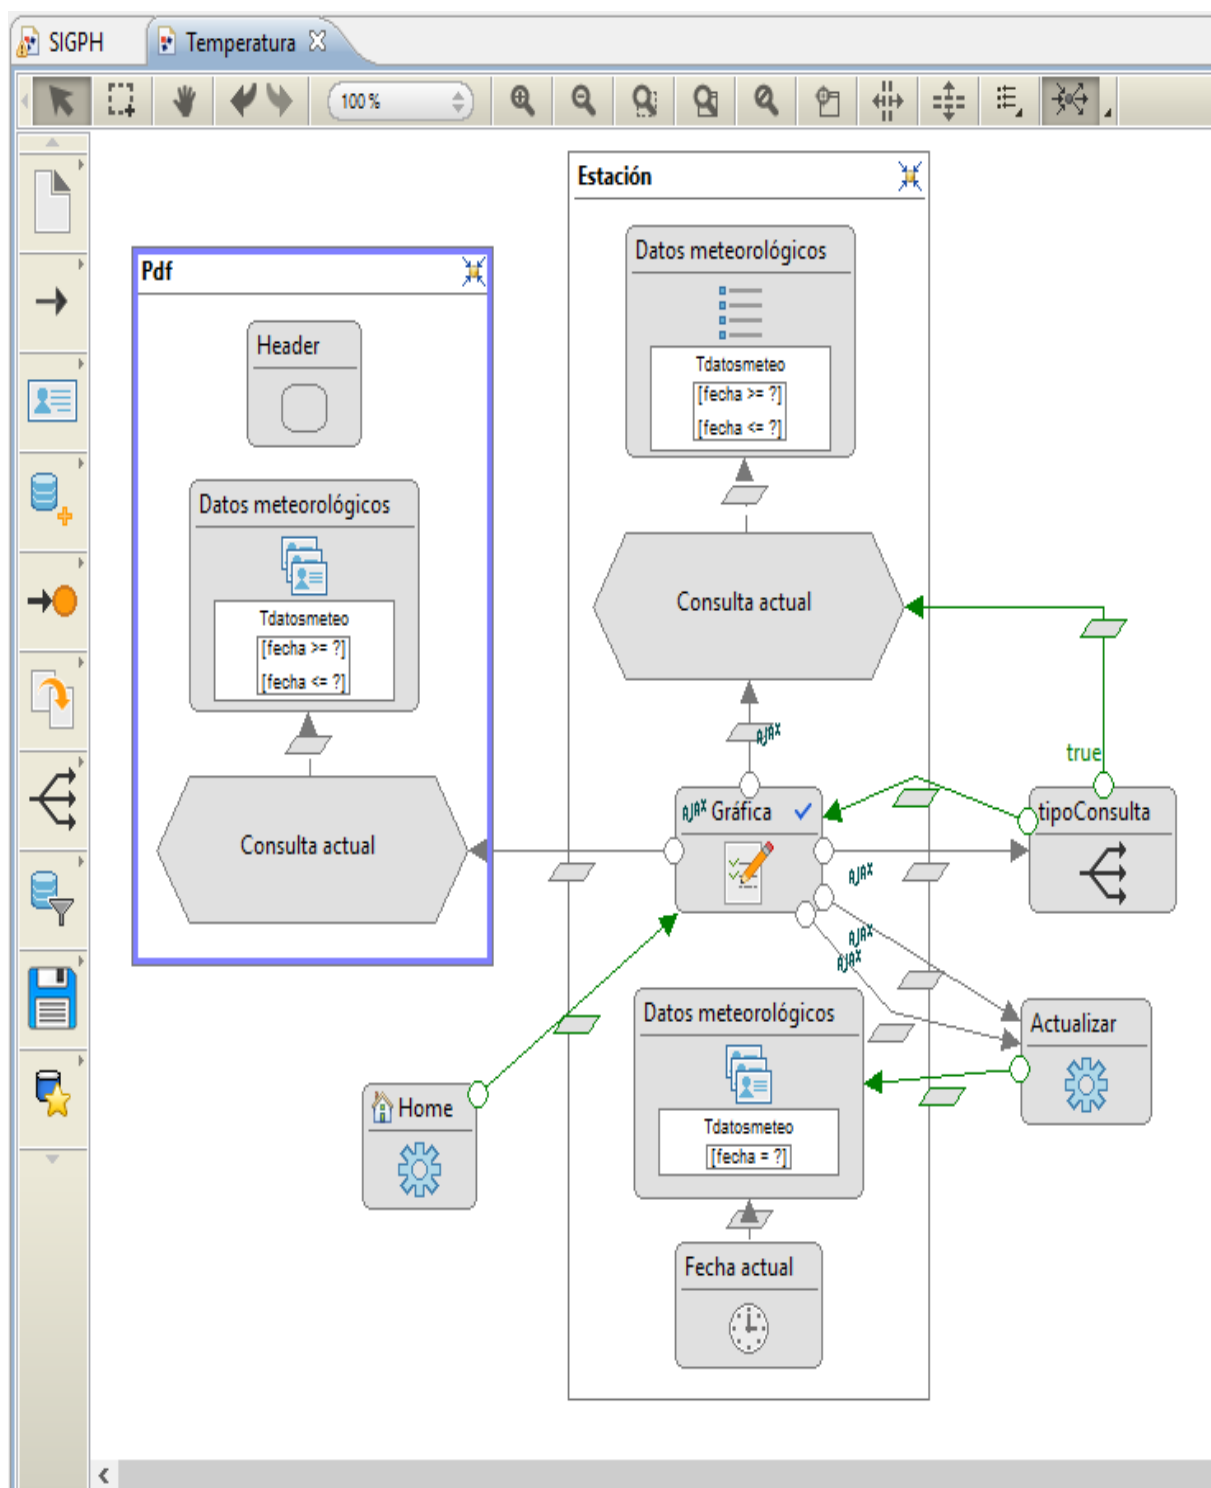 SIGPH
Temperatura
100 %
Estación
Datos meteorológicos
Tdatosmeteo
[fecha >= ?]
[fecha <= ?]
Pdf
Header
Datos meteorológicos
Tdatosmeteo
[fecha >= ?]
[fecha <= ?]
Consulta actual
Consulta actual
AJAX
true
AJAX Gráfica
tipoConsulta
AJAX
AJAX
AJAX
Datos meteorológicos
Tdatosmeteo
[fecha = ?]
Actualizar
Home
Fecha actual